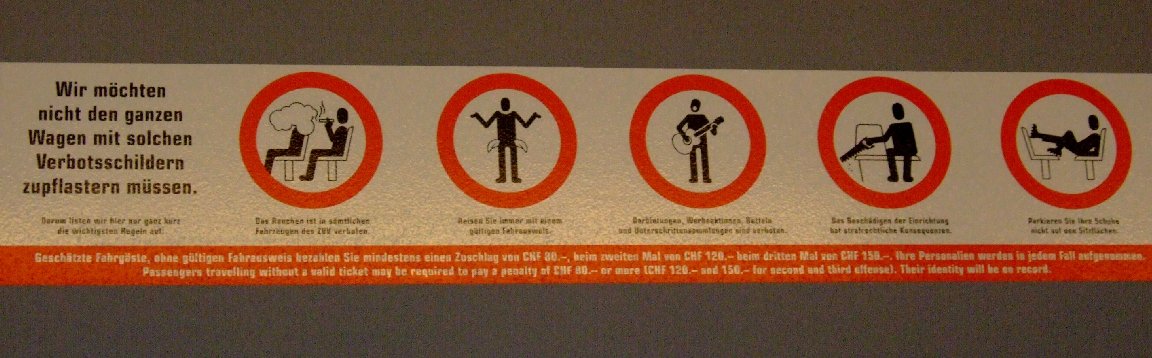 Wir möchten
nicht den ganzen
Wagen mit solchen
Verbotsschildern
zupflastern müssen.
Darum listen wir hier nur ganz kurz
die wichtigsten Regeln auf.
Das Rauchen ist in sämtlichen
Fahrzeugen des ZVV verboten.
Reisen Sie immer mit einem
gültigen Fahrausweis.
Darbietungen, Werbeaktionen, Betteln
und Unterschriftensammlungen sind verboten.
Das Beschädigen der Einrichtung
hat strafrechtliche Konsequenzen.
Parkieren Sie Ihre Schuhe
nicht auf den Sitzflächen.
Geschätzte Fahrgäste, ohne gültigen Fahrausweis bezahlen Sie mindestens einen Zuschlag von CHF 80.–, beim zweiten Mal von CHF 120.– beim dritten Mal von CHF 150.–. Ihre Personalien werden in jedem Fall aufgenommen.
Passengers travelling without a valid ticket may be required to pay a penalty of CHF 80.– or more (CHF 120.– and 150.– for second and third offense). Their identity will be on record.